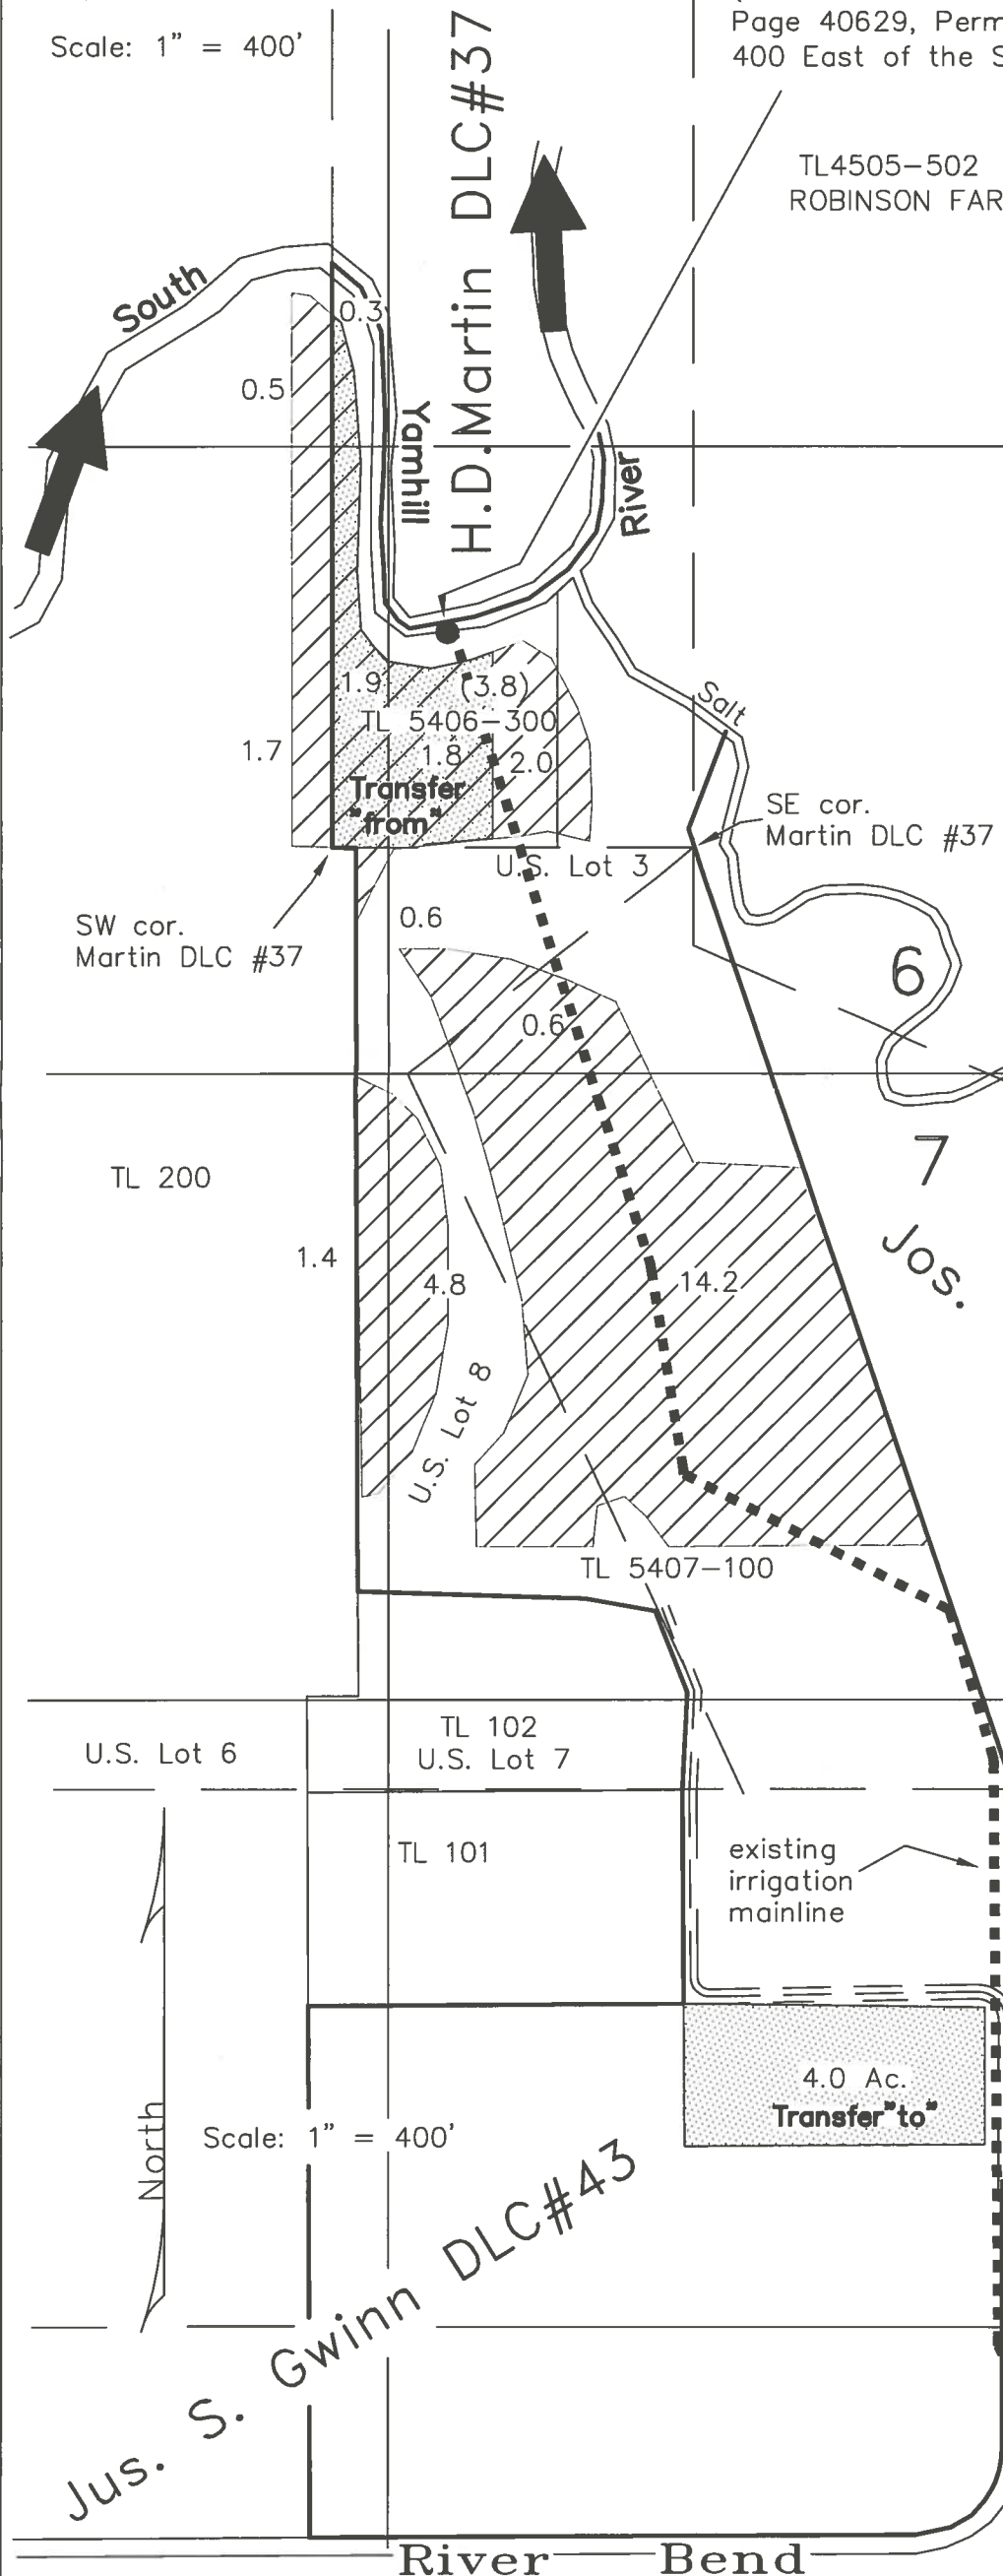 Scale: 1" = 400'
H.D.Martin DLC#37
Page 40629, Perm
400 East of the S
TL4505-502
ROBINSON FAR
South
0.3
0.5
Yamhill
River
1.9
(3.8)
TL 5406-300
1.8
2.0
1.7
Transfer
"from"
Salt
SE cor.
Martin DLC #37
U.S. Lot 3
SW cor.
Martin DLC #37
0.6
6
0.6
7
TL 200
Jos.
1.4
4.8
14.2
U.S. Lot 8
TL 5407-100
TL 102
U.S. Lot 6
U.S. Lot 7
TL 101
existing
irrigation
mainline
4.0 Ac.
Transfer"to"
North
Scale: 1" = 400'
Jus. S. Gwinn DLC#43
River Bend